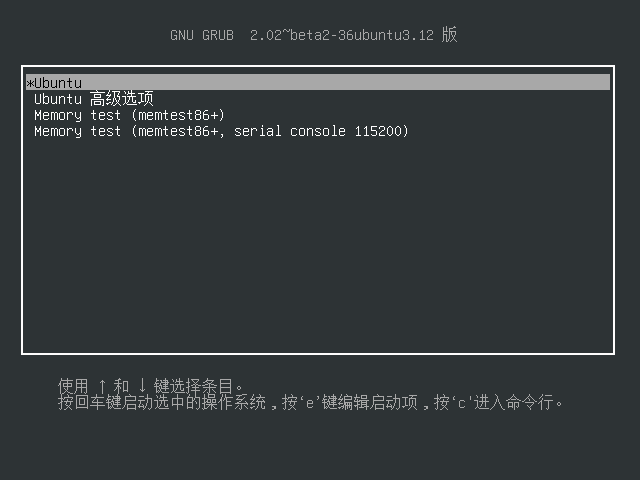 GNU GRUB  2.02~beta2-36ubuntu3.12 版
*Ubuntu
Ubuntu 高级选项
Memory test (memtest86+)
Memory test (memtest86+, serial console 115200)
使用 ↑ 和 ↓ 键选择条目。
按回车键启动选中的操作系统，按‘e’键编辑启动项，按‘c'进入命令行。